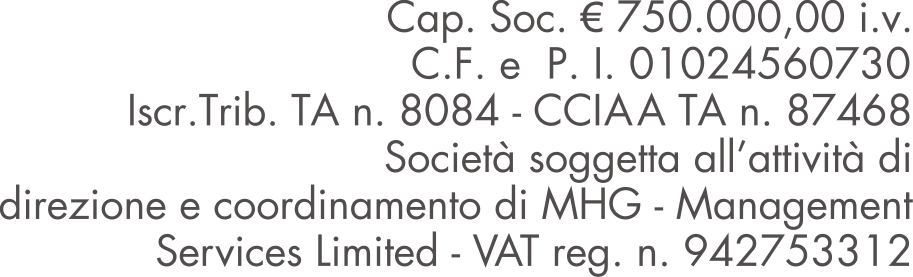 Cap. Soc. € 750.000,00 i.v.
C.F. e P. I. 01024560730
Iscr.Trib. TA n. 8084 - CCIAA TA n. 87468
Società soggetta all’attività di
direzione e coordinamento di MHG - Management
Services Limited - VAT reg. n. 942753312